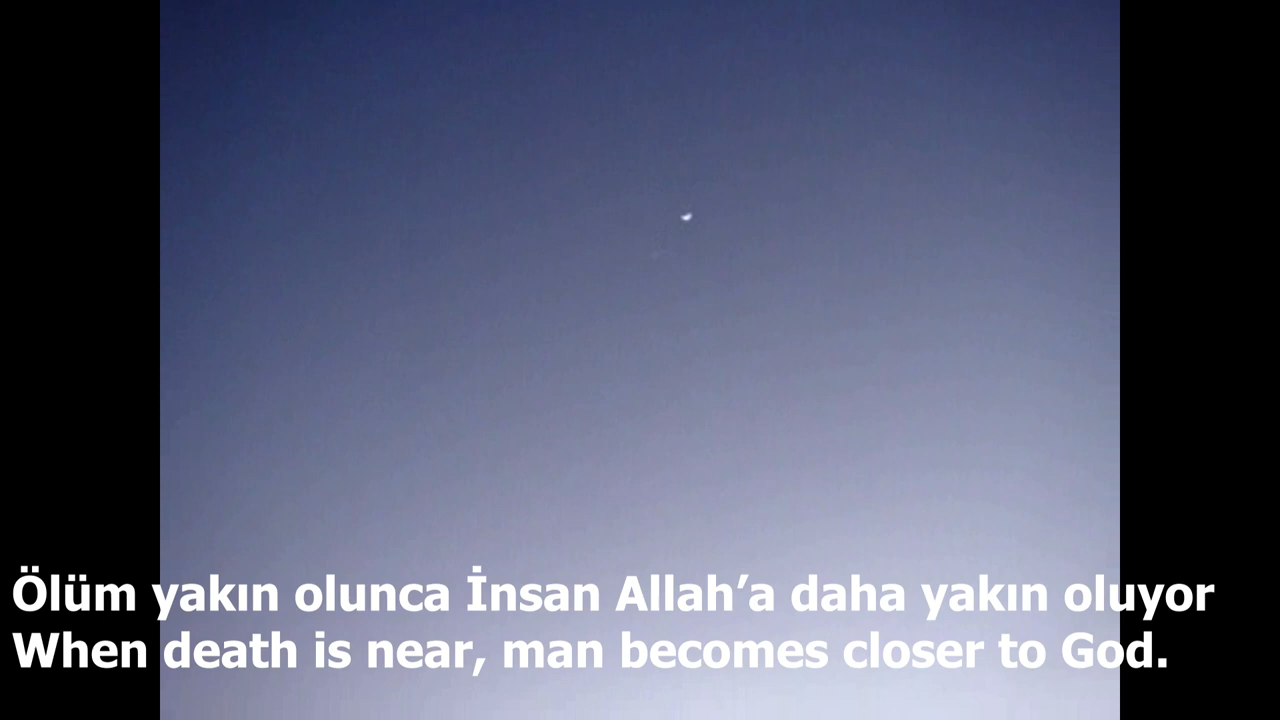 Ölüm yakın olunca İnsan Allah’a daha yakın oluyor
When death is near, man becomes closer to God.